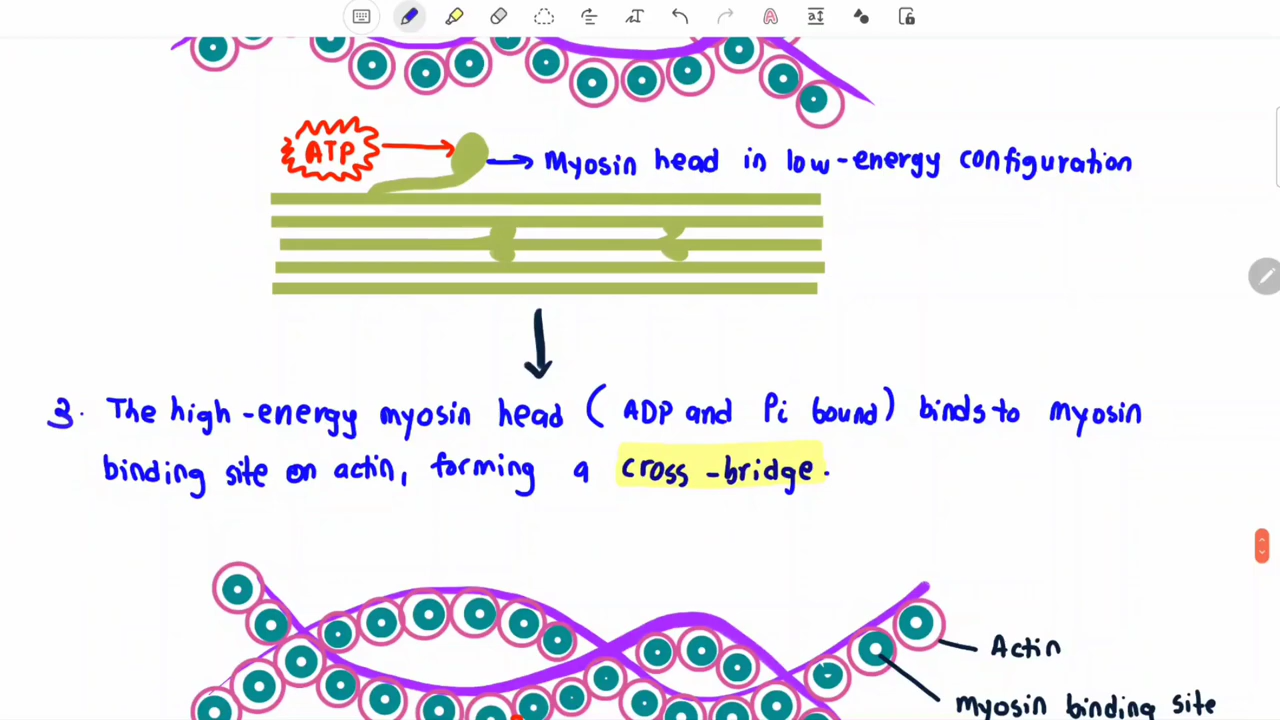 ATP
Myosin head in low-energy configuration
3. The high-energy myosin head (ADP and Pi bound) binds to myosin
binding site on actin, forming a cross-bridge.
Actin
myosin binding site